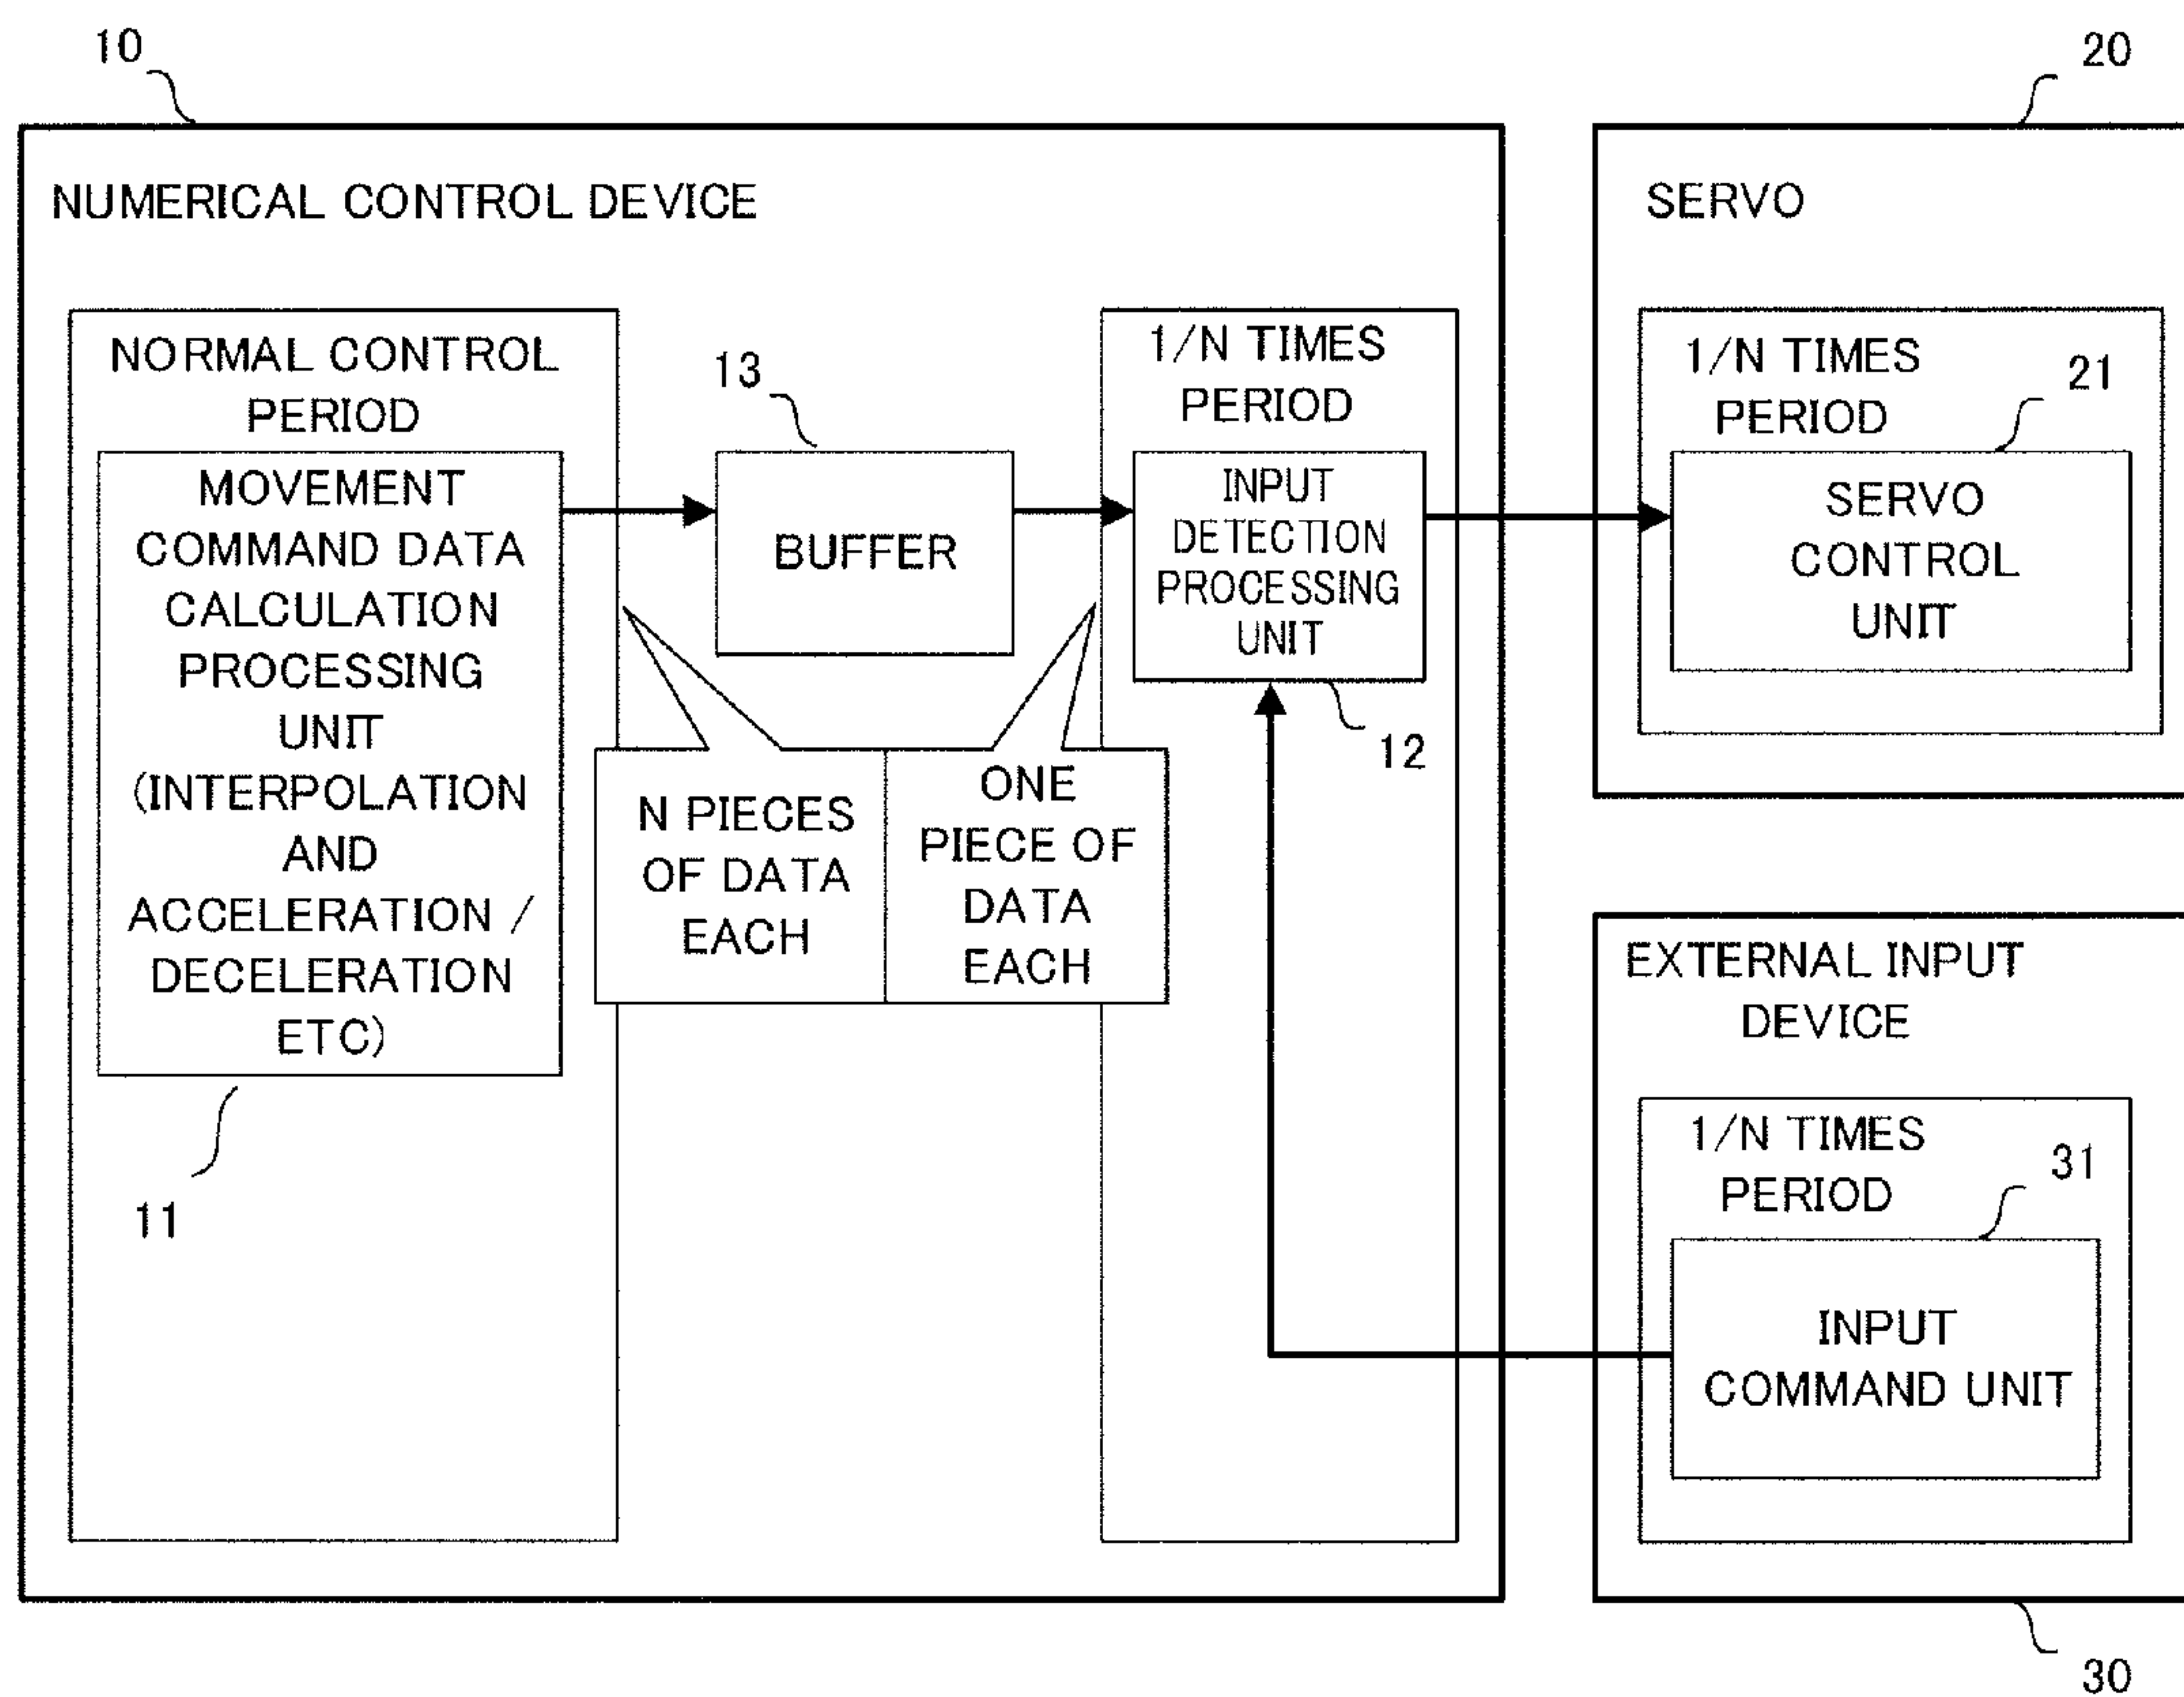 10
20
NUMERICAL CONTROL DEVICE
NORMAL CONTROL
PERIOD
MOVEMENT
COMMAND DATA
CALCULATION
PROCESSING
UNIT
(INTERPOLATION
AND
ACCELERATION /
DECELERATION
ETC)
11
13
BUFFER
N PIECES
OF DATA
EACH
ONE
PIECE OF
DATA
EACH
1/N TIMES
PERIOD
INPUT
DETECTION
PROCESSING
UNIT
12
SERVO
1/N TIMES
PERIOD
21
SERVO
CONTROL
UNIT
EXTERNAL INPUT
DEVICE
1/N TIMES
PERIOD
31
INPUT
COMMAND UNIT
30